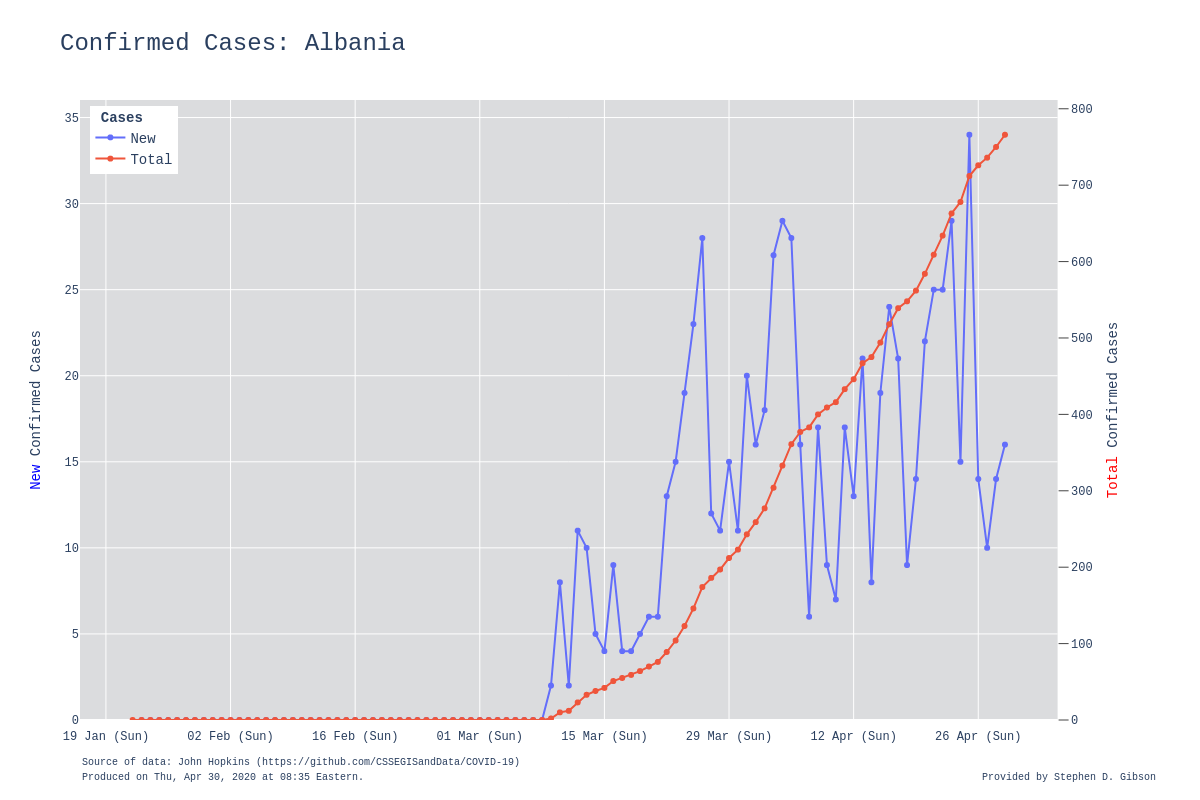 Confirmed Cases: Albania
Cases
New
Total
35
30
25
20
15
10
5
0
New Confirmed Cases
800
700
600
500
400
300
200
100
0
Total Confirmed Cases
19 Jan (Sun)
02 Feb (Sun)
16 Feb (Sun)
01 Mar (Sun)
15 Mar (Sun)
29 Mar (Sun)
12 Apr (Sun)
26 Apr (Sun)
Source of data: John Hopkins (https://github.com/CSSEGISandData/COVID-19)
Produced on Thu, Apr 30, 2020 at 08:35 Eastern.
Provided by Stephen D. Gibson